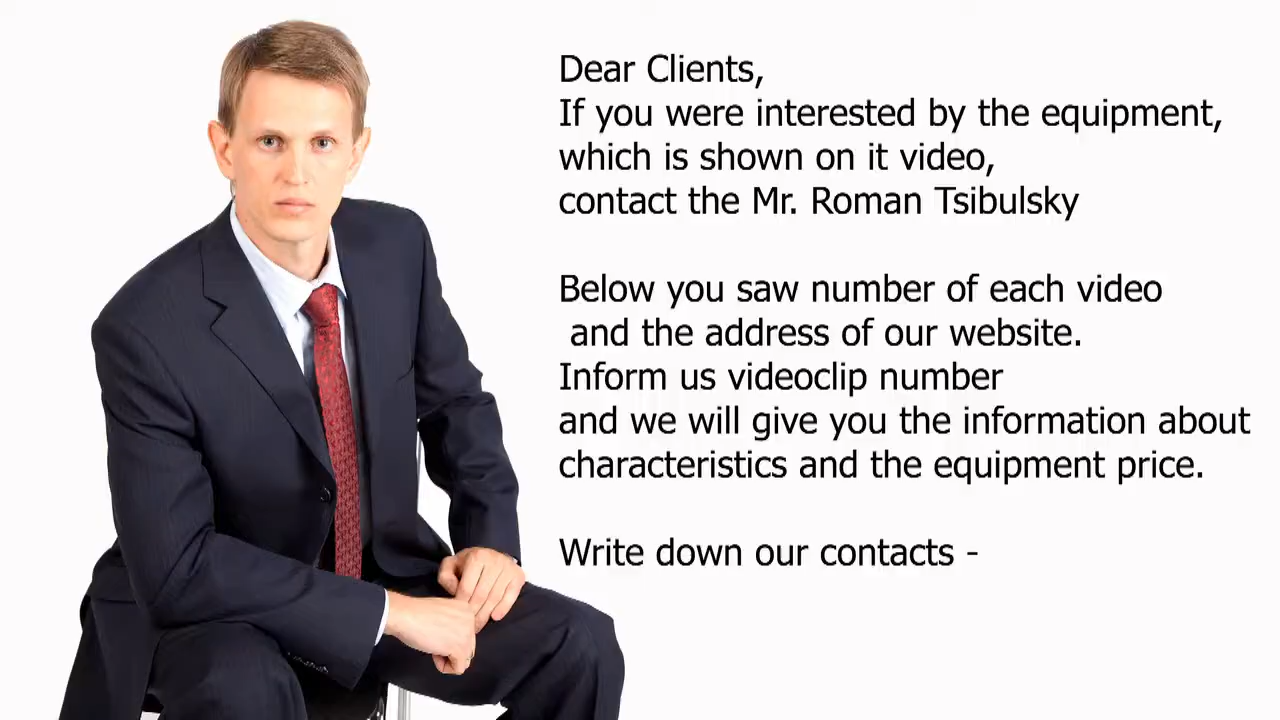 Dear Clients,
If you were interested by the equipment,
which is shown on it video,
contact the Mr. Roman Tsibulsky
Below you saw number of each video
and the address of our website.
Inform us videoclip number
and we will give you the information about
characteristics and the equipment price.
Write down our contacts -